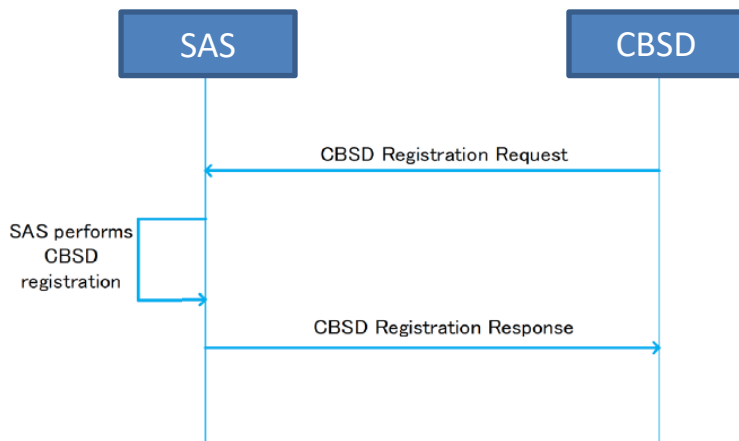 SAS
CBSD
CBSD Registration Request
SAS performs
CBSD
registration
CBSD Registration Response